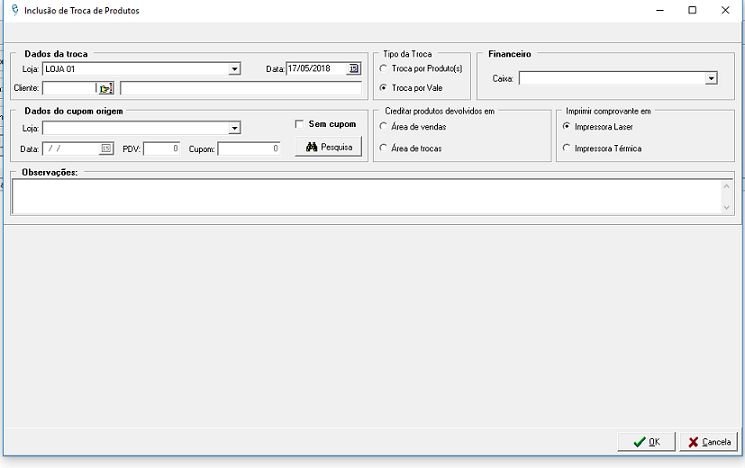 Inclusão de Troca de Produtos
Dados da troca
Loja: LOJA 01
Data: 17/05/2018
15
Cliente:
Tipo da Troca
Troca por Produto(s)
Troca por Vale
Financeiro
Caixa:
Dados do cupom origem
Loja:
Sem cupom
Data: / /
15
PDV: 0
Cupom: 0
Pesquisa
Creditar produtos devolvidos em
Área de vendas
Área de trocas
Imprimir comprovante em
Impressora Laser
Impressora Térmica
Observações:
OK
Cancela